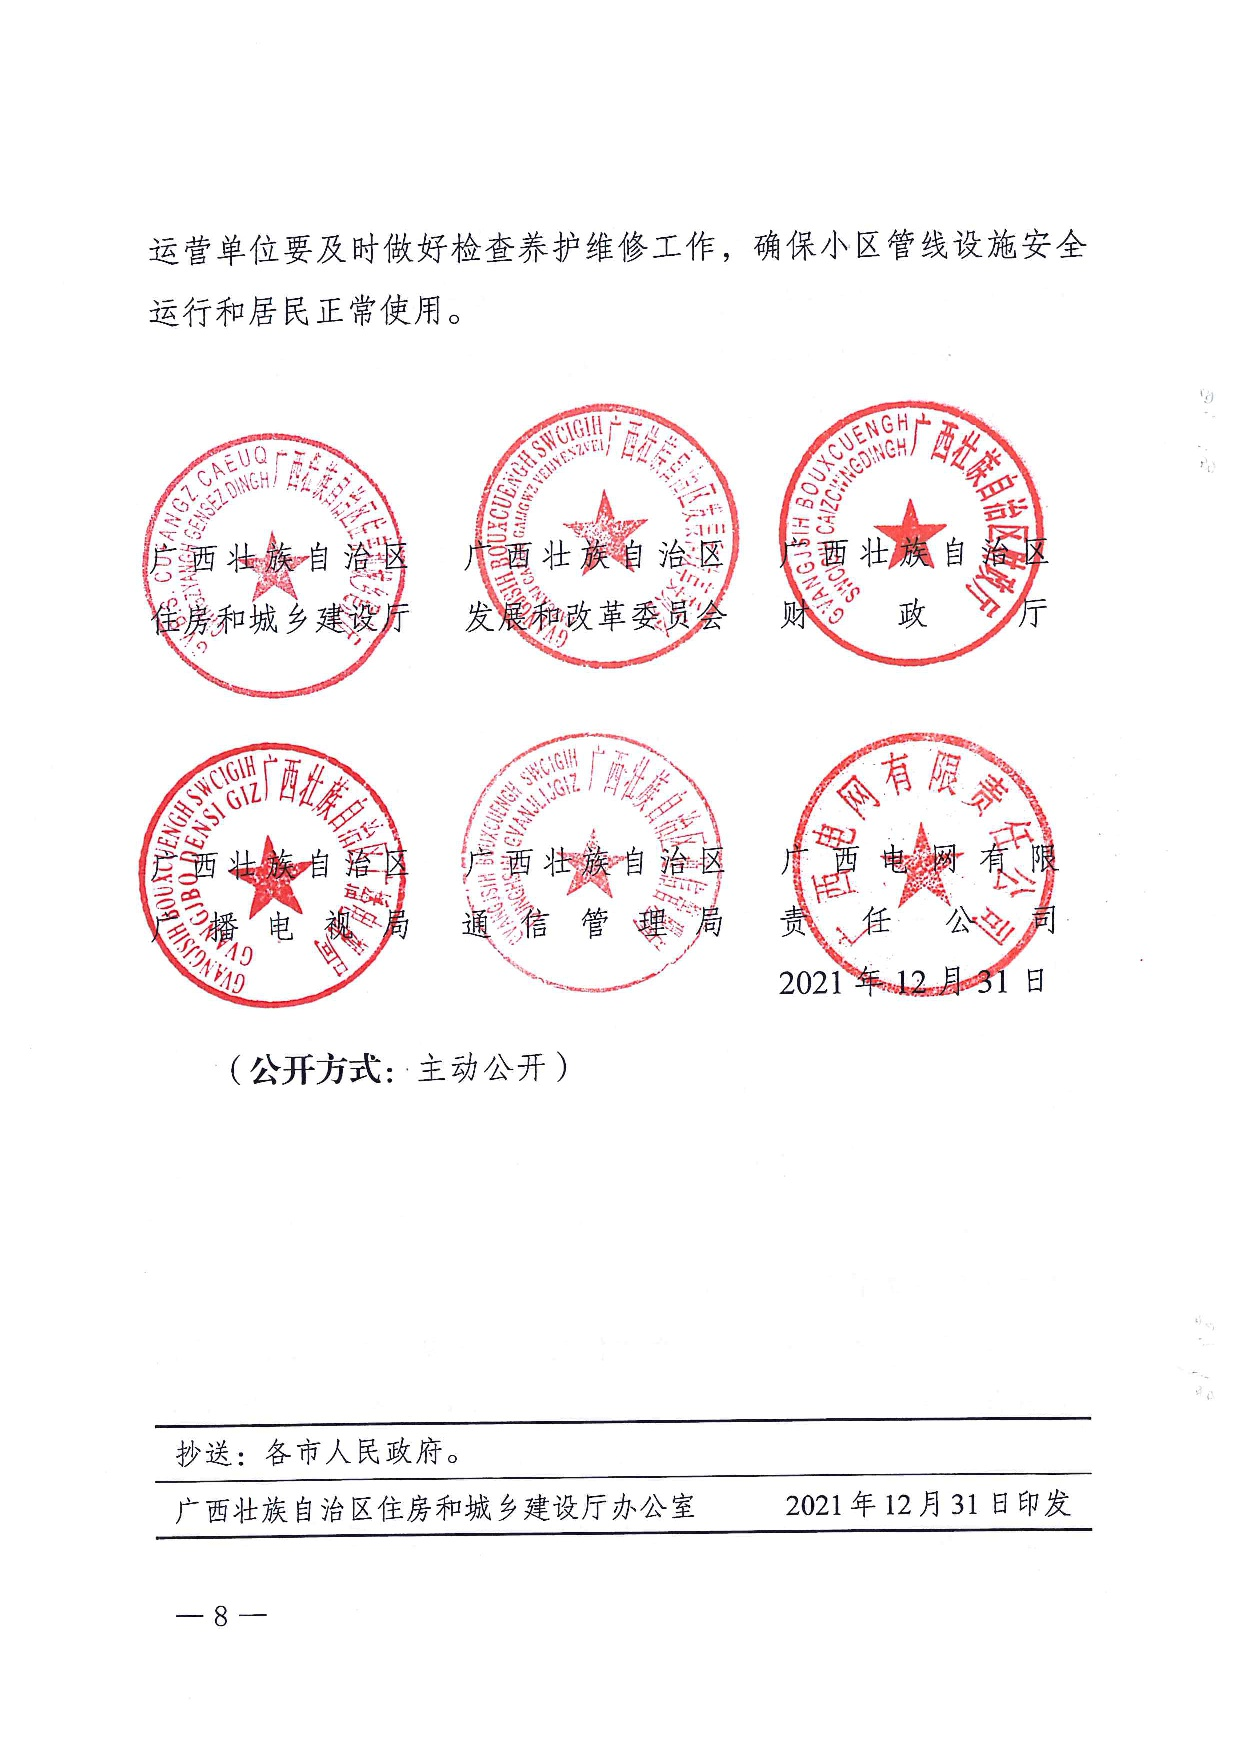 运营单位要及时做好检查养护维修工作，确保小区管线设施安全
运行和居民正常使用。
广西壮族自治区 广西壮族自治区 广西壮族自治区
住房和城乡建设厅 发展和改革委员会 财政厅
广西壮族自治区 广西壮族自治区 广西电网有限
广播电视局 通信管理局 责任公司
2021年12月31日
（公开方式：主动公开）
抄送：各市人民政府。
广西壮族自治区住房和城乡建设厅办公室 2021年12月31日印发
— 8 —